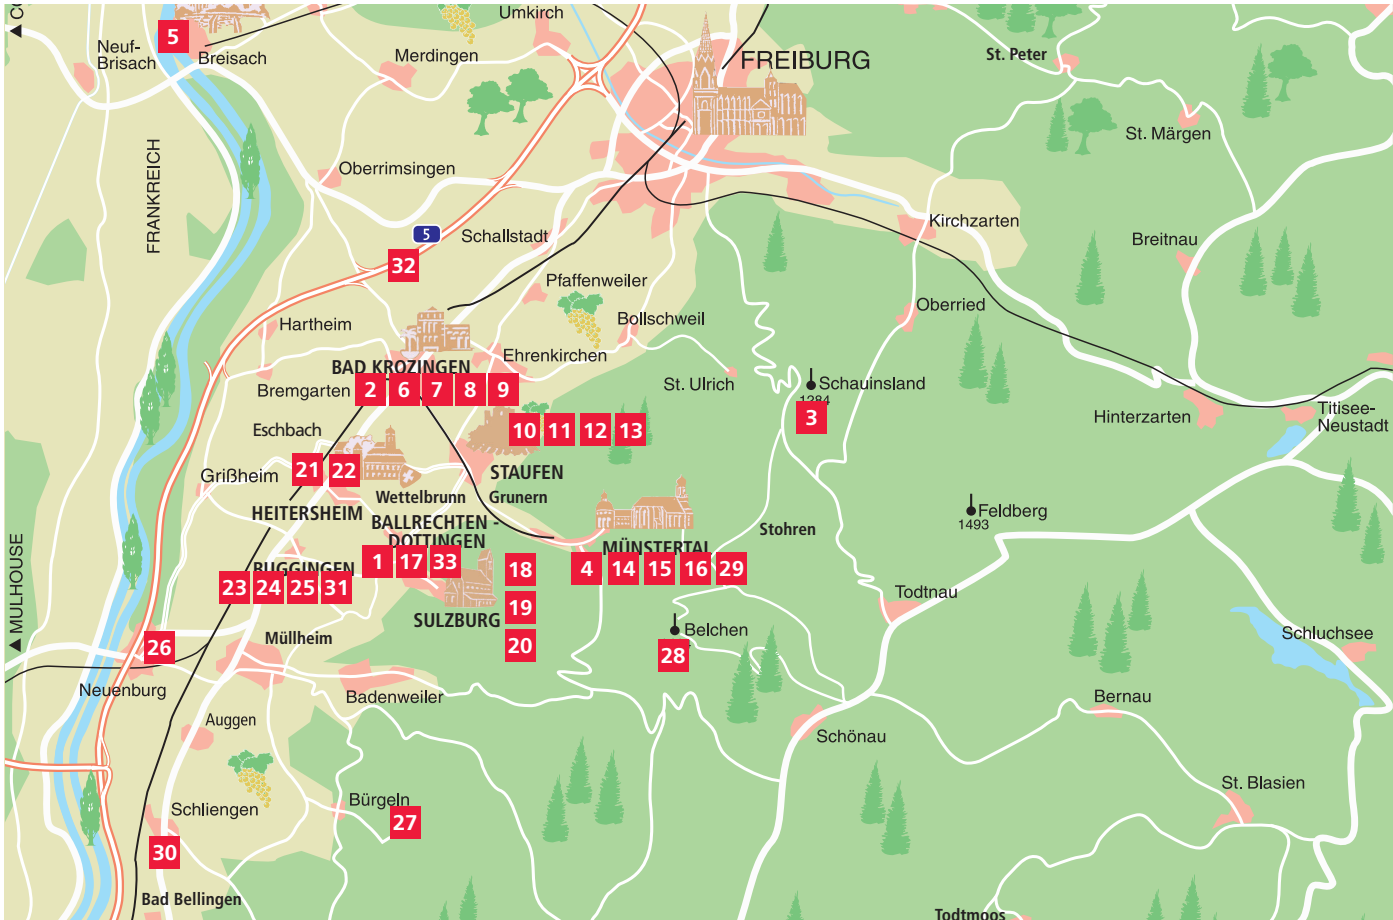 ◄ CO
5
Neuf-
Brisach
Breisach
Umkirch
Merdingen
FREIBURG
St. Peter
St. Märgen
FRANKREICH
Oberrimsingen
Kirchzarten
5
Schallstadt
Breitnau
32
Pfaffenweiler
Hartheim
Bollschweil
Oberried
Ehrenkirchen
BAD KROZINGEN
Bremgarten
2 6 7 8 9
St. Ulrich
Schauinsland
1284
3
Hinterzarten
Titisee-
Neustadt
Eschbach
10 11 12 13
Grißheim
21 22
STAUFEN
Wettelbrunn
Grunern
HEITERSHEIM
BALLRECHTEN -
DOTTINGEN
Stohren
Feldberg
1493
◄ MULHOUSE
MÜNSTERTAL
BUGGINGEN
1 17 33
18
4 14 15 16 29
23 24 25 31
Todtnau
SULZBURG
19
20
Müllheim
26
Belchen
28
Schluchsee
Neuenburg
Badenweiler
Bernau
Auggen
Schönau
St. Blasien
Schliengen
Bürgeln
27
30
Bad Bellingen
Todtmoos